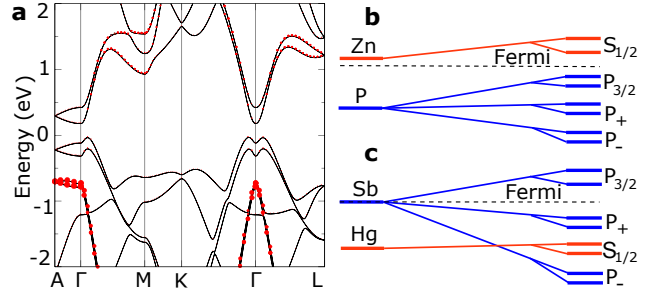 a
Energy (eV)
2
1
0
-1
-2
A Γ M K Γ L
b
Zn
Fermi
S1/2
P
P3/2
P+
P-
c
Sb
Fermi
P3/2
P+
Hg
S1/2
P-